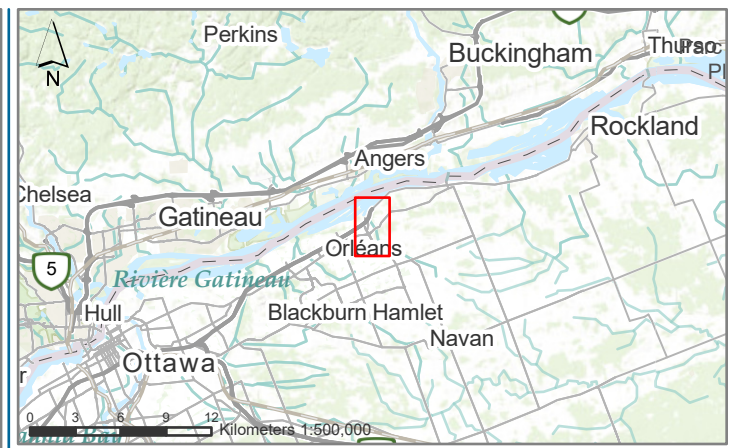 Perkins
Buckingham
Thurso
N
Rockland
Angers
Chelsea
Gatineau
Orléans
5
Rivière Gatineau
Hull
Blackburn Hamlet
Navan
Ottawa
0 3 6 9 12
Kilometers 1:500,000